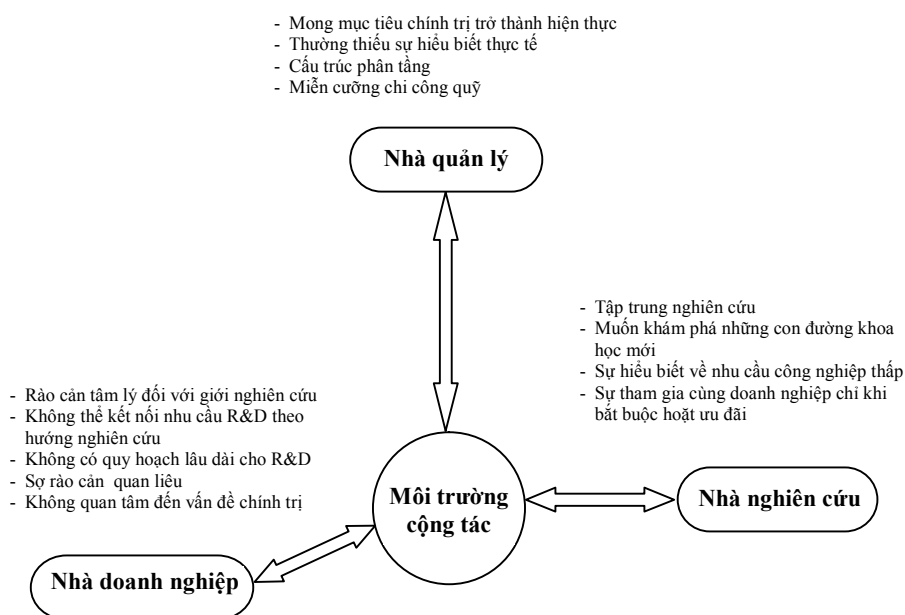 - Mong mục tiêu chính trị trở thành hiện thực
- Thường thiếu sự hiểu biết thực tế
- Cấu trúc phân tầng
- Miễn cưỡng chi công quỹ
Nhà quản lý
- Tập trung nghiên cứu
- Muốn khám phá những con đường khoa
học mới
- Sự hiểu biết về nhu cầu công nghiệp thấp
- Sự tham gia cùng doanh nghiệp chỉ khi
bắt buộc hoặt ưu đãi
- Rào cản tâm lý đối với giới nghiên cứu
- Không thể kết nối nhu cầu R&D theo
hướng nghiên cứu
- Không có quy hoạch lâu dài cho R&D
- Sợ rào cản quan liêu
- Không quan tâm đến vấn đề chính trị
Môi trường
cộng tác
Nhà nghiên cứu
Nhà doanh nghiệp